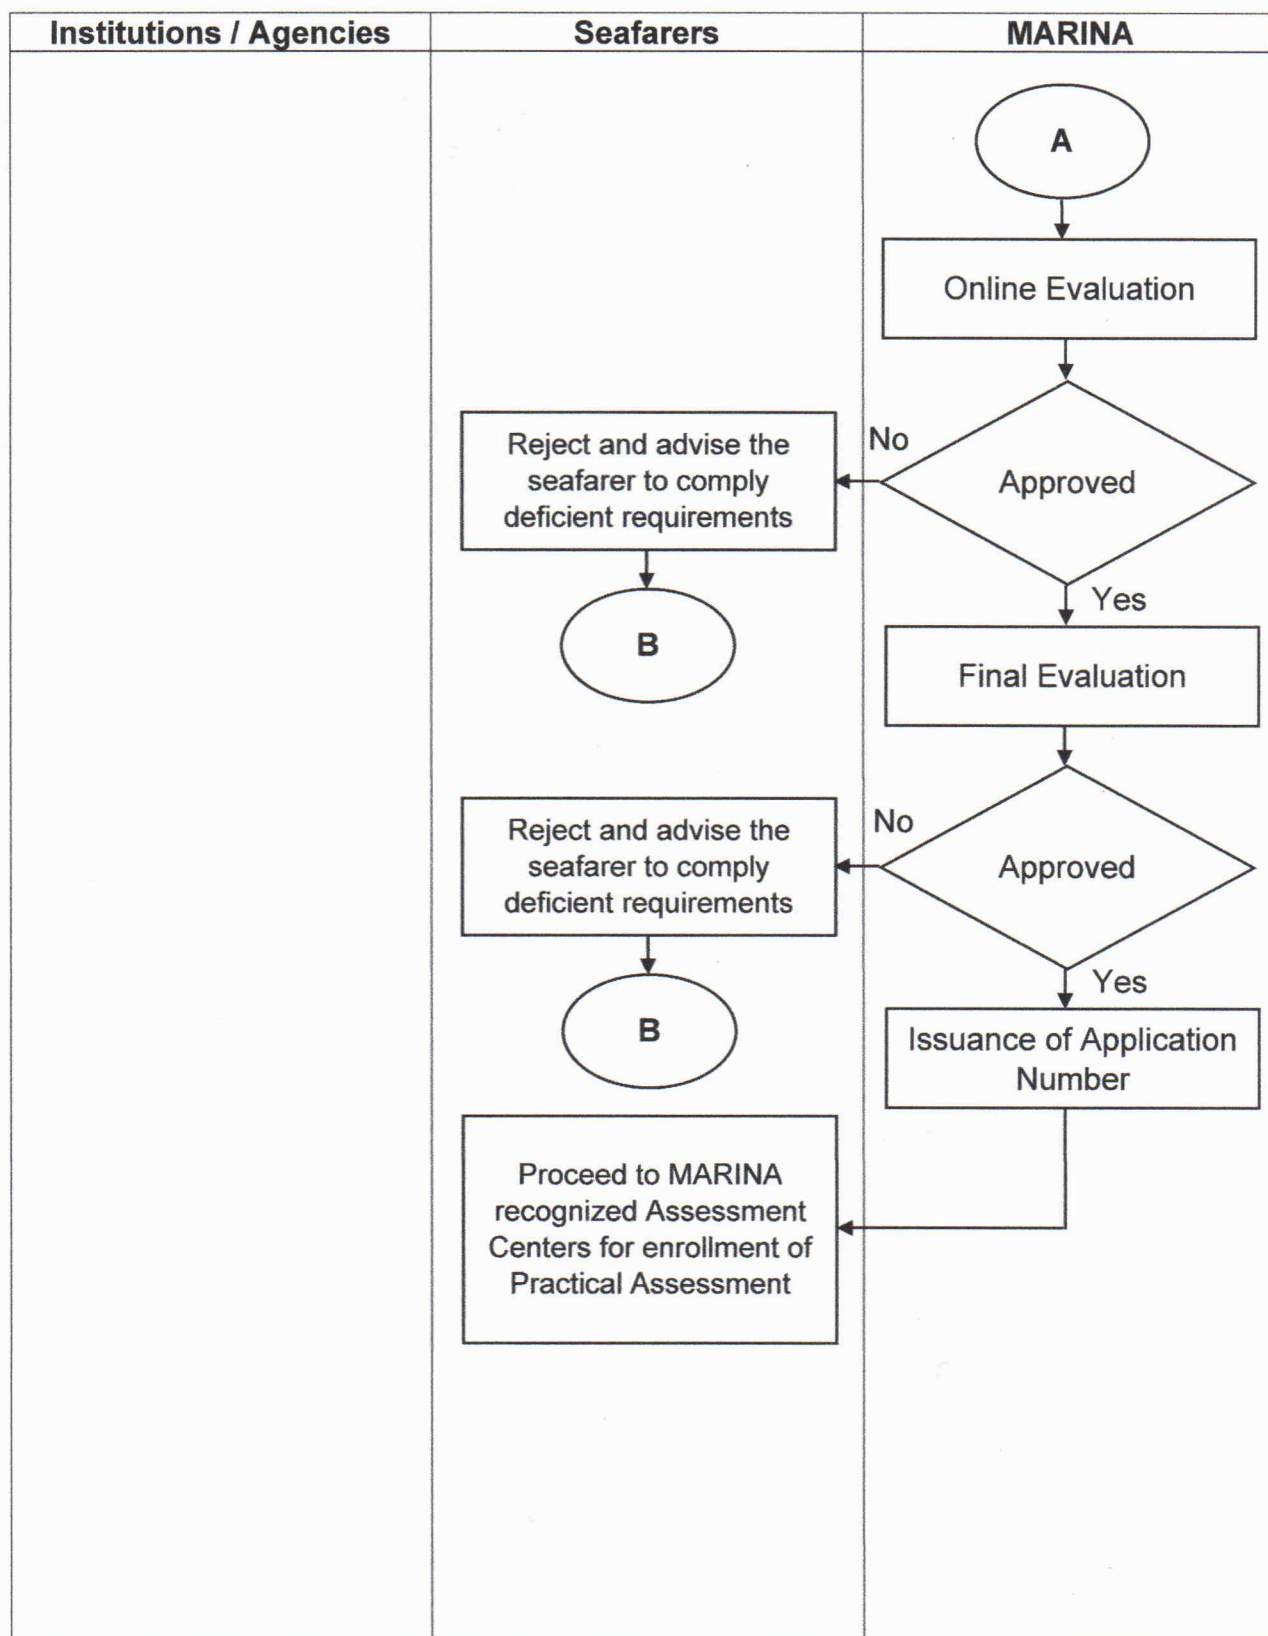 Institutions / Agencies
Seafarers
MARINA
A
Online Evaluation
No
Approved
Reject and advise the
seafarer to comply
deficient requirements
Yes
B
Final Evaluation
No
Approved
Reject and advise the
seafarer to comply
deficient requirements
Yes
B
Issuance of Application
Number
Proceed to MARINA
recognized Assessment
Centers for enrollment of
Practical Assessment